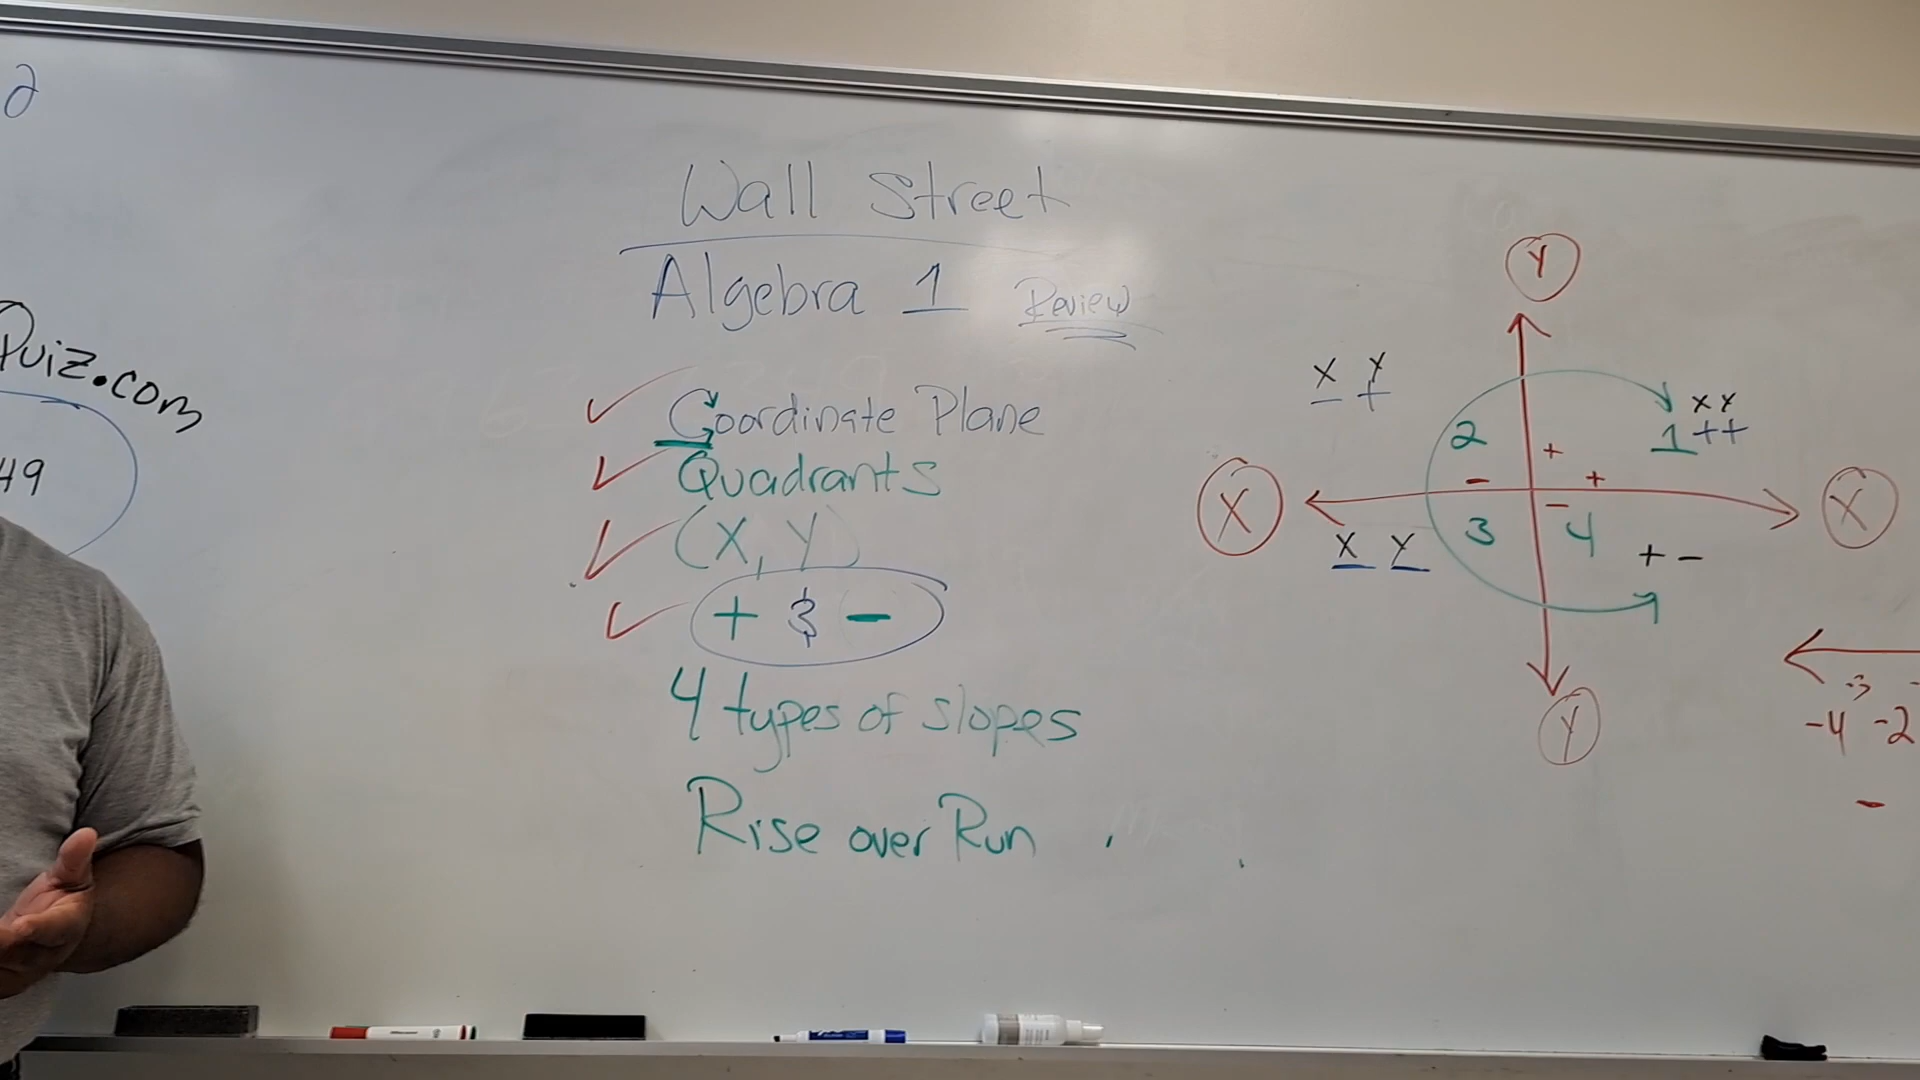 2
Quiz.com
49
Wall Street
Algebra 1 Review
Coordinate Plane
Quadrants
(X, Y)
+ & -
4 types of slopes
Rise over Run
Y
X Y
- +
X Y
+ +
2
1
+
- +
X
X
-
3
4
X Y
- -
+ -
Y
-3
-4 -2
-